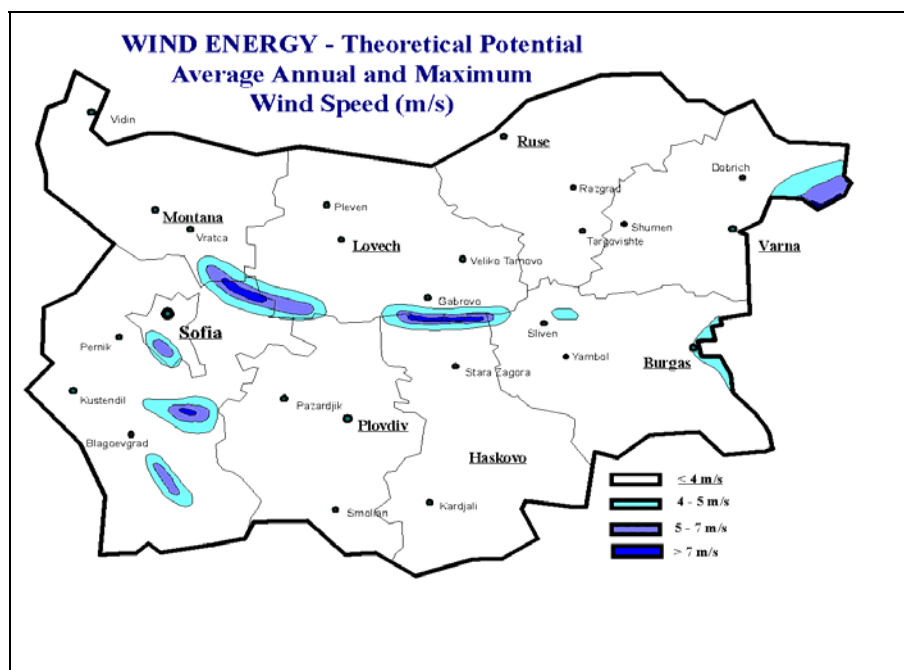 WIND ENERGY - Theoretical Potential
Average Annual and Maximum
Wind Speed (m/s)
Vidin
Ruse
Dobrich
Razgrad
Pleven
Montana
Vratca
Shumen
Targovishte
Varna
Lovech
Veliko Tarnovo
Gabrovo
Sofia
Sliven
Pernik
Yambol
Burgas
Stara Zagora
Kustendil
Pazardjik
Plovdiv
Blagoevgrad
Haskovo
Smolian
Kardjali
< 4 m/s
4 - 5 m/s
5 - 7 m/s
> 7 m/s